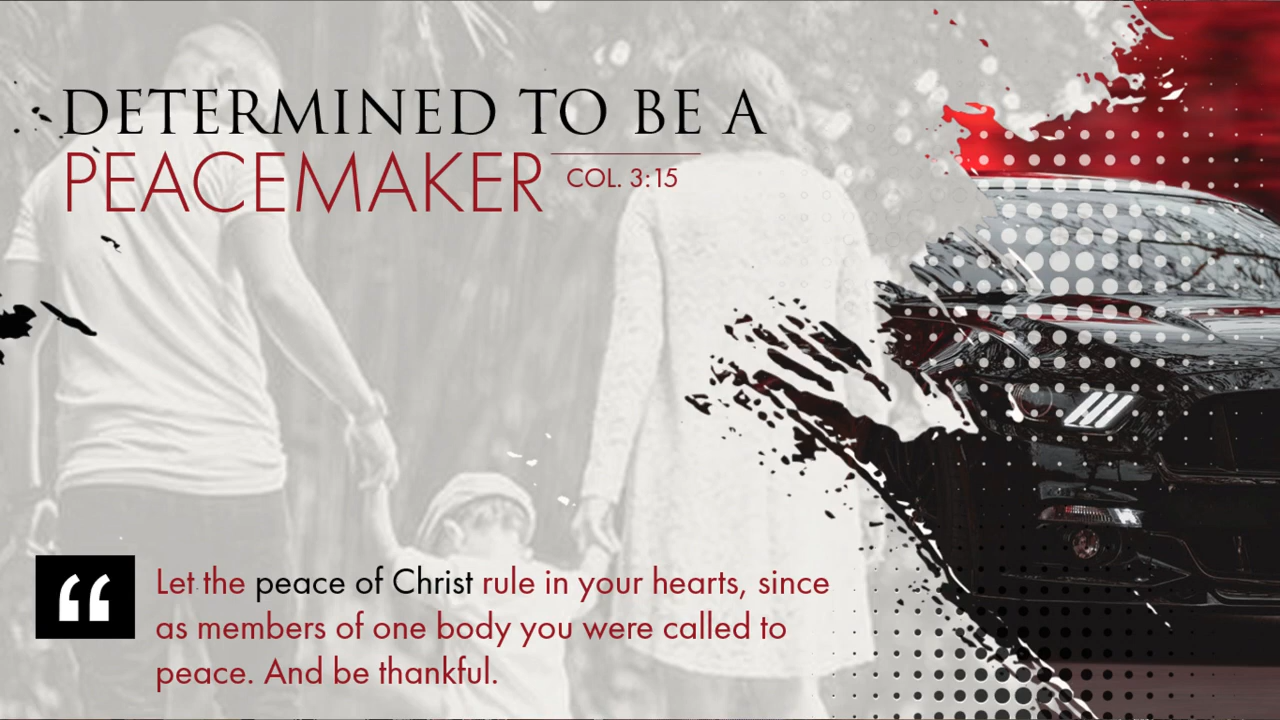 DETERMINED TO BE A
PEACEMAKER COL. 3:15
“
Let the peace of Christ rule in your hearts, since
as members of one body you were called to
peace. And be thankful.